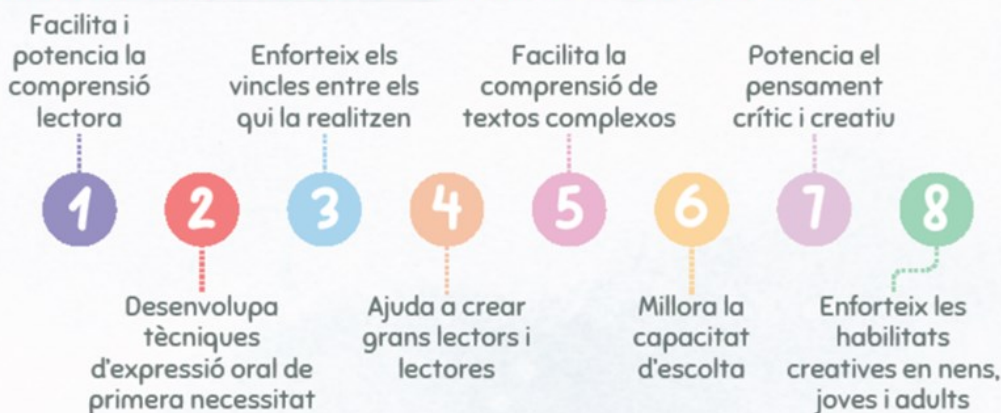 Facilita i
potencia la
comprensió
lectora
Enforteix els
vincles entre els
qui la realitzen
Facilita la
comprensió de
textos complexos
Potencia el
pensament
crític i creatiu
1
2
3
4
5
6
7
8
Desenvolupa
tècniques
d'expressió oral de
primera necessitat
Ajuda a crear
grans lectors i
lectores
Millora la
capacitat
d'escolta
Enforteix les
habilitats
creatives en nens,
joves i adults